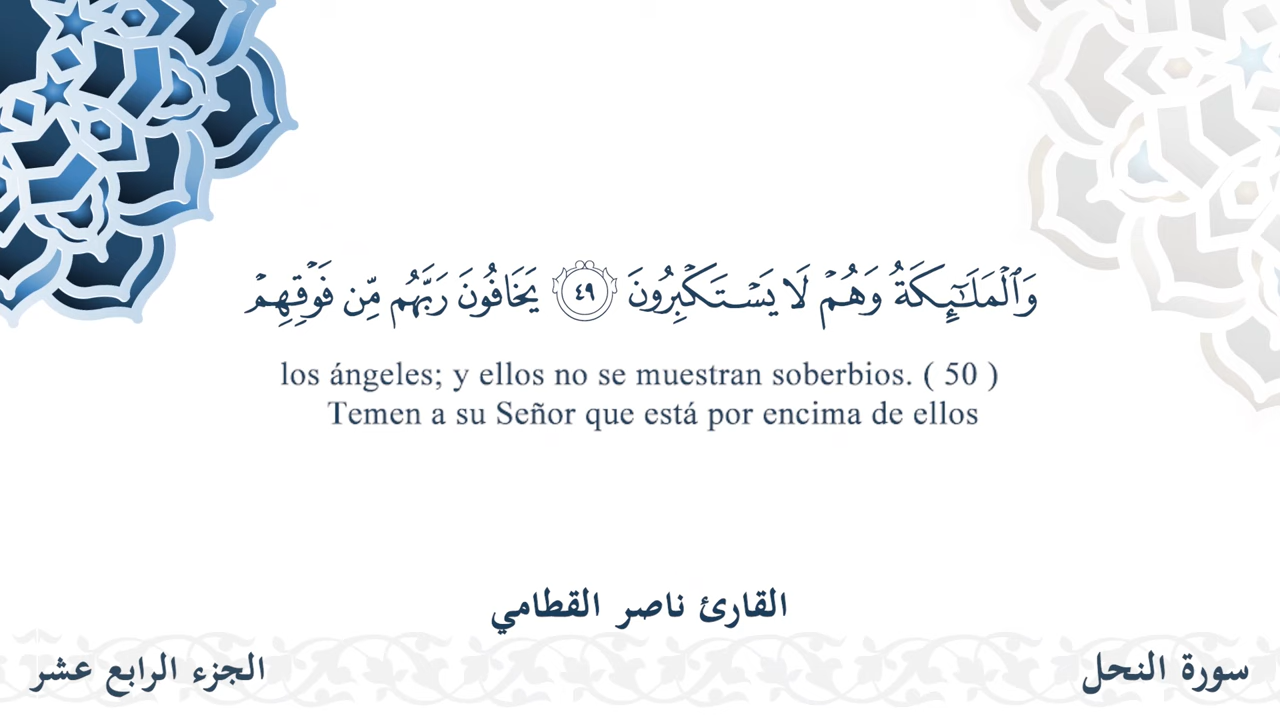 وَٱلْمَلَـٰٓئِكَةُ وَهُمْ لَا يَسْتَكْبِرُونَ ٤٩ يَخَافُونَ رَبَّهُم مِّن فَوْقِهِمْ
los ángeles; y ellos no se muestran soberbios. ( 50 )
Temen a su Señor que está por encima de ellos
القارئ ناصر القطامي
سورة النحل
الجزء الرابع عشر